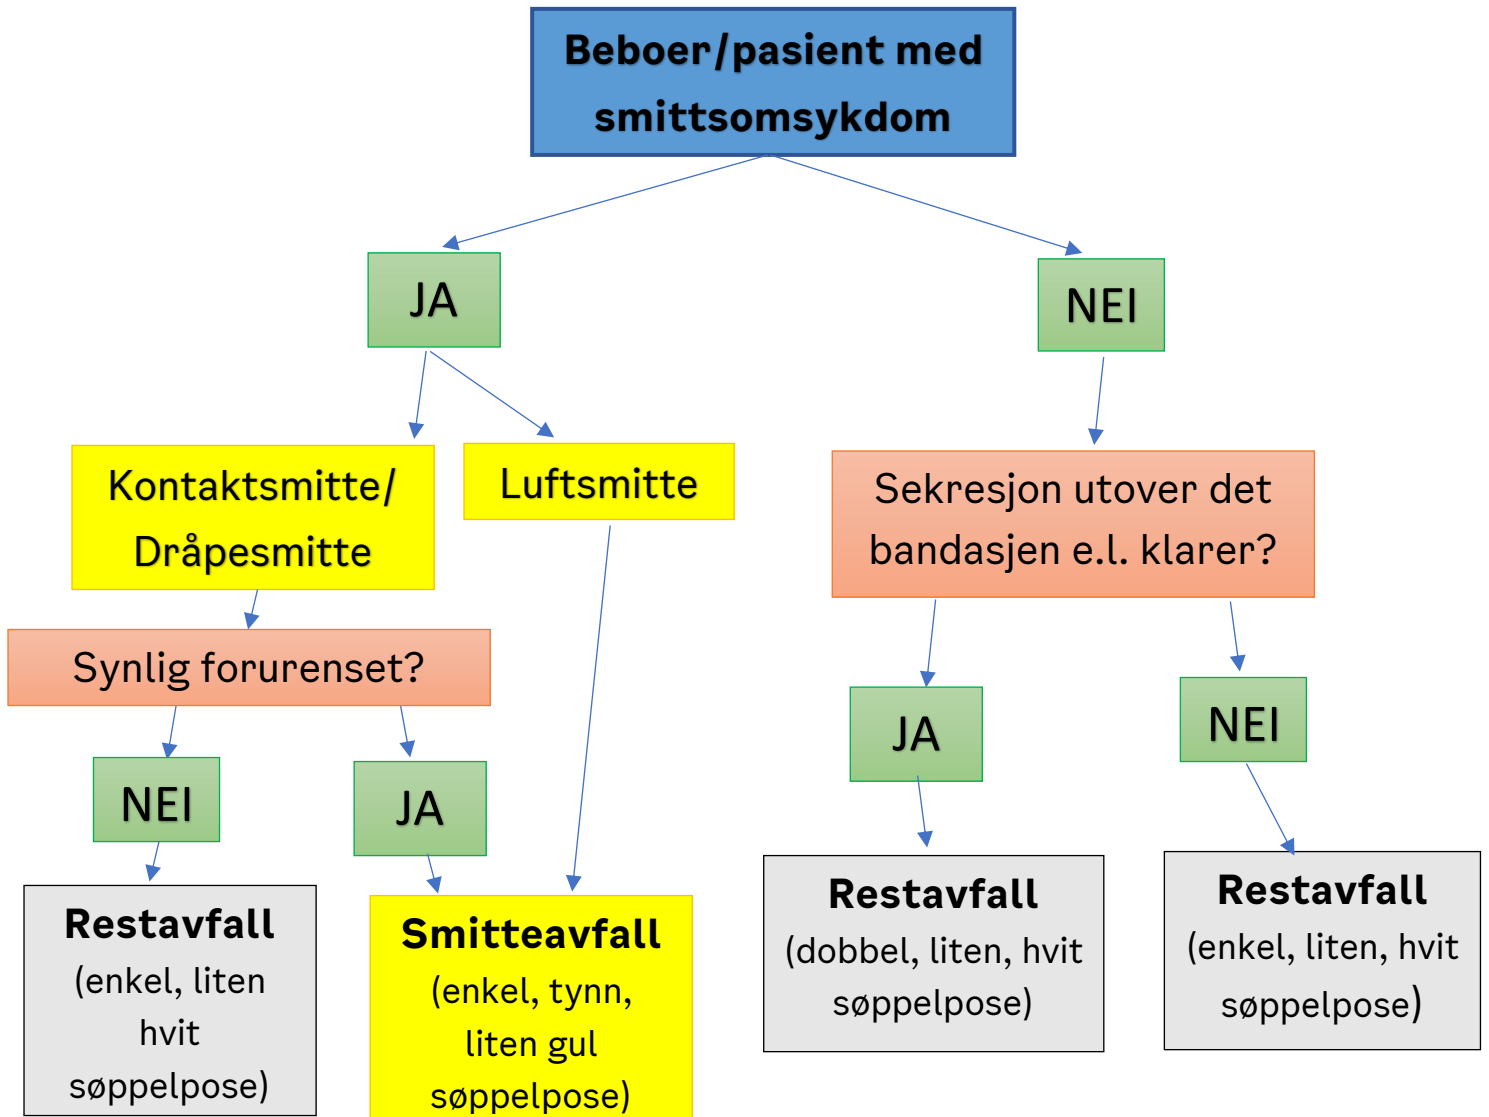 Beboer/pasient med
smittsomsykdom
JA
NEI
Kontaktsmitte/
Dråpesmitte
Luftsmitte
Sekresjon utover det
bandasjen e.l. klarer?
Synlig forurenset?
NEI
JA
JA
NEI
Restavfall
(enkel, liten
hvit
søppelpose)
Smitteavfall
(enkel, tynn,
liten gul
søppelpose)
Restavfall
(dobbel, liten, hvit
søppelpose)
Restavfall
(enkel, liten, hvit
søppelpose)